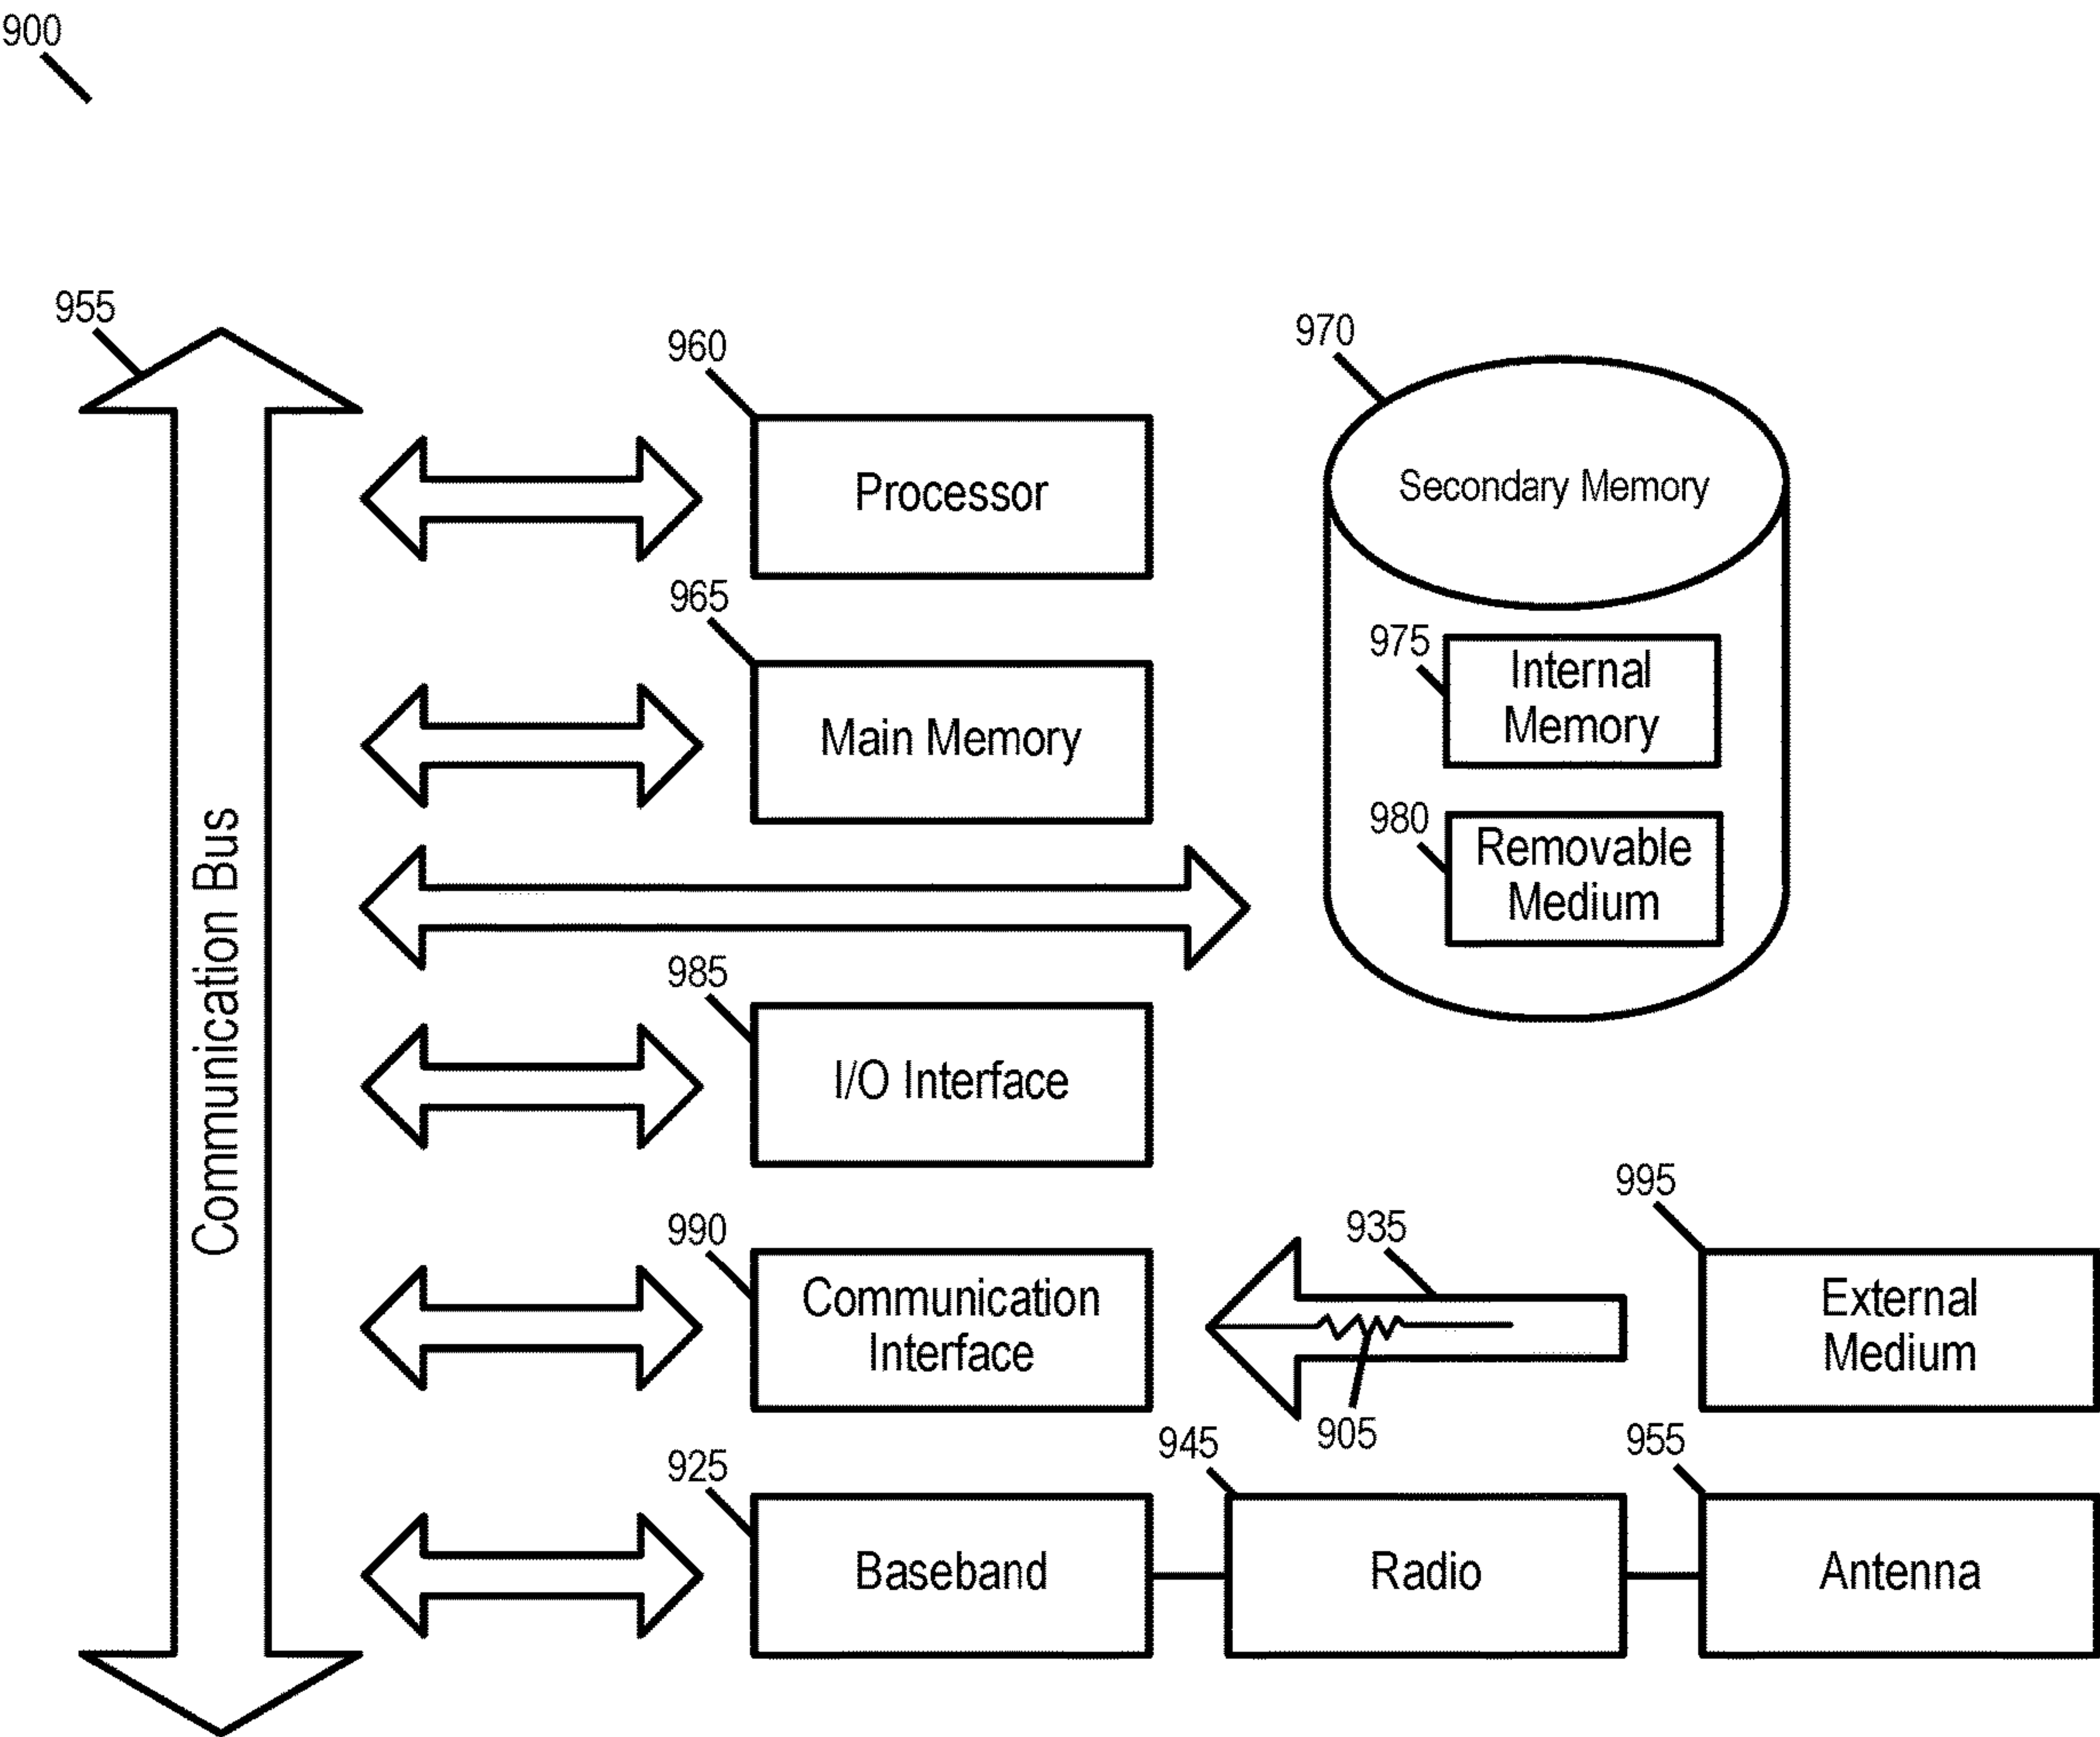 900
955
Communication Bus
960
Processor
970
Secondary Memory
965
Main Memory
975
Internal
Memory
980
Removable
Medium
985
I/O Interface
990
Communication
Interface
935
905
995
External
Medium
925
Baseband
945
Radio
955
Antenna